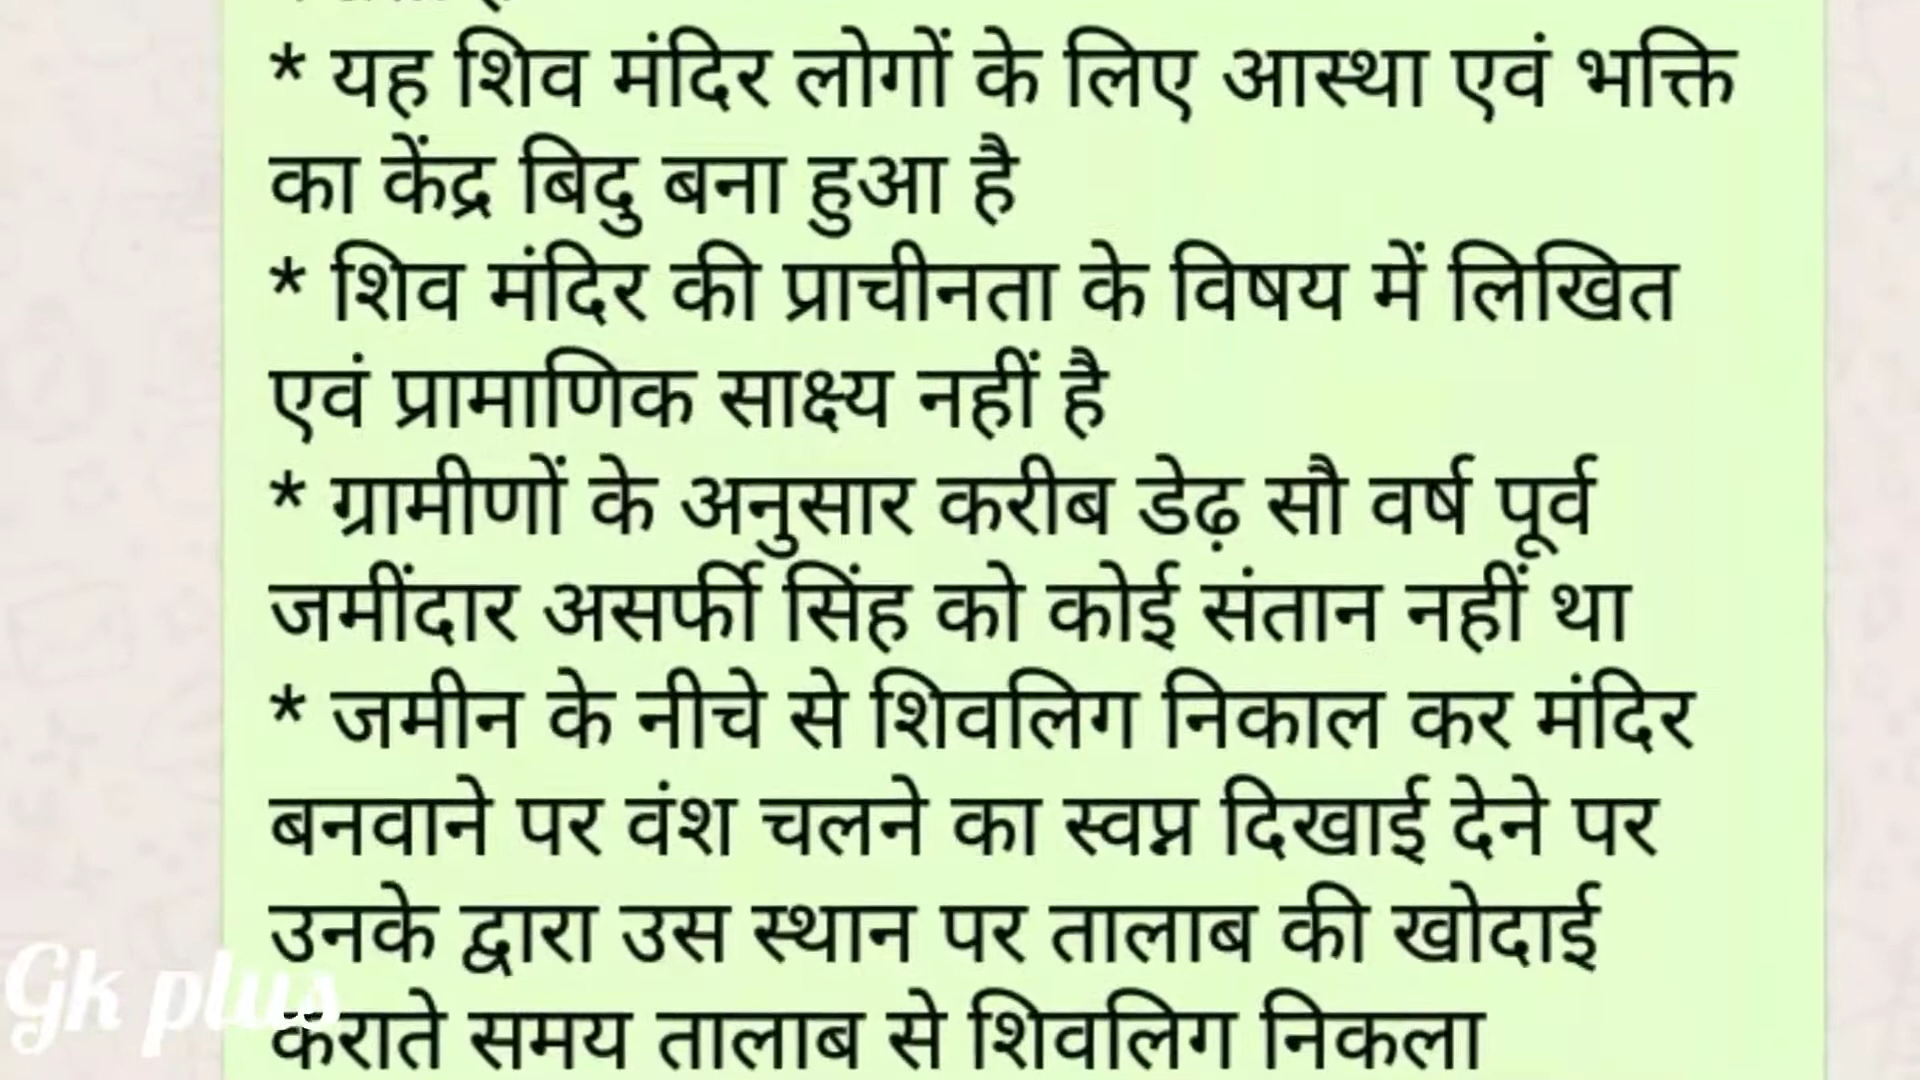 * यह शिव मंदिर लोगों के लिए आस्था एवं भक्ति
का केंद्र बिदु बना हुआ है
* शिव मंदिर की प्राचीनता के विषय में लिखित
एवं प्रामाणिक साक्ष्य नहीं है
* ग्रामीणों के अनुसार करीब डेढ़ सौ वर्ष पूर्व
जमींदार असर्फी सिंह को कोई संतान नहीं था
* जमीन के नीचे से शिवलिग निकाल कर मंदिर
बनवाने पर वंश चलने का स्वप्न दिखाई देने पर
उनके द्वारा उस स्थान पर तालाब की खोदाई
कराते समय तालाब से शिवलिग निकला
Gk plus